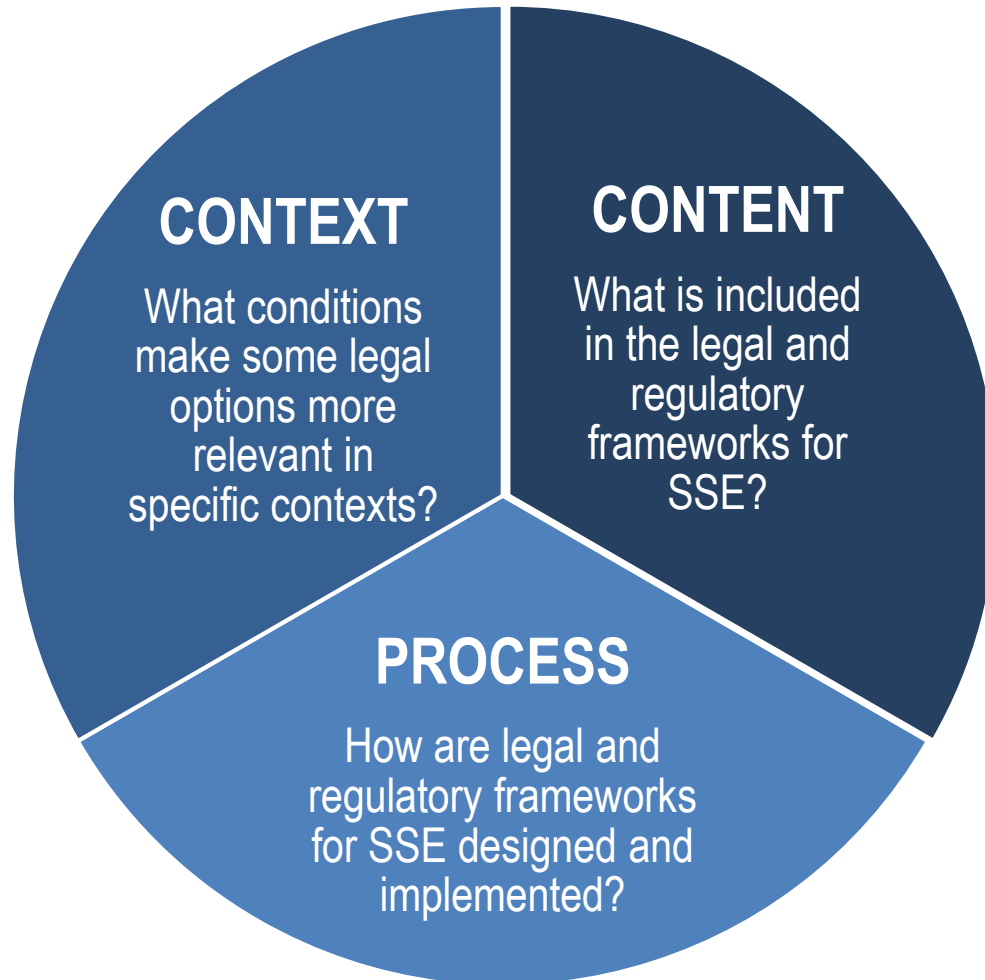 CONTEXT
What conditions
make some legal
options more
relevant in
specific contexts?
CONTENT
What is included
in the legal and
regulatory
frameworks for
SSE?
PROCESS
How are legal and
regulatory frameworks
for SSE designed and
implemented?